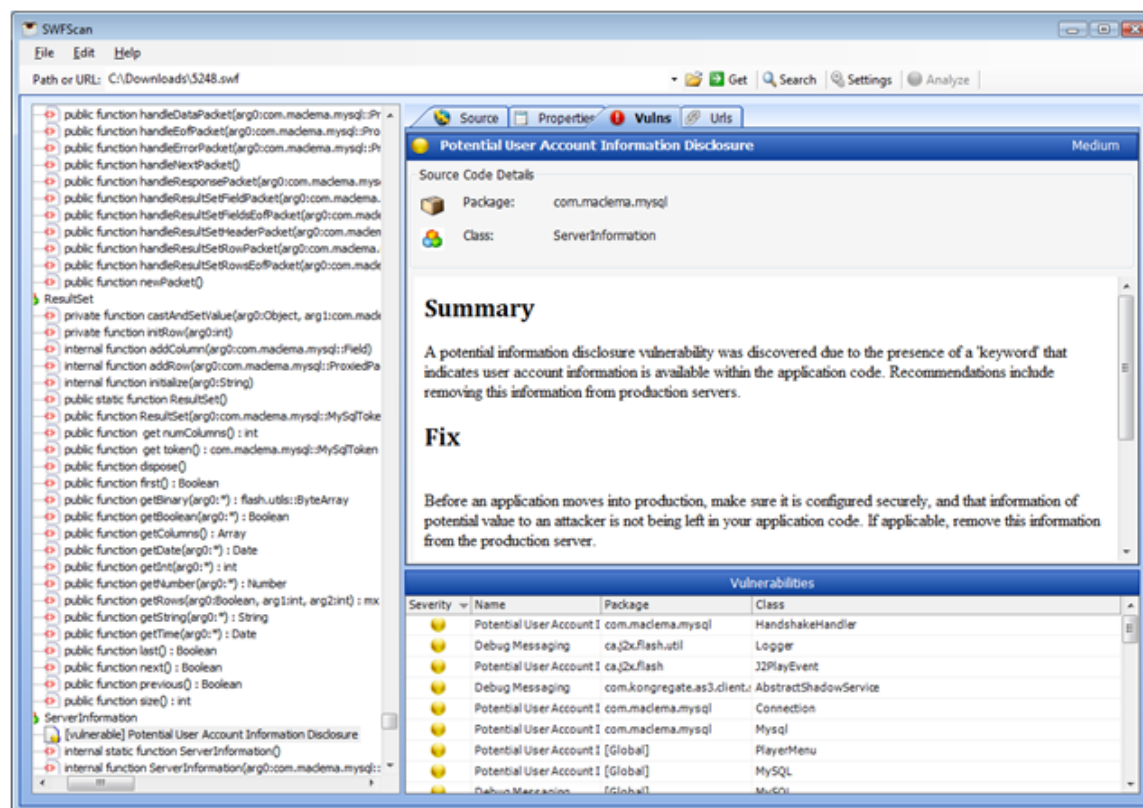 SWFScan
File Edit Help
Path or URL: C:\Downloads\5248.swf Get Search Settings Analyze
public function handleDataPacket(arg0:com.maclema.mysql::Pr
public function handleEofPacket(arg0:com.maclema.mysql::Pro
public function handleErrorPacket(arg0:com.maclema.mysql::Pr
public function handleNextPacket()
public function handleResponsePacket(arg0:com.maclema.mys
public function handleResultSetFieldPacket(arg0:com.maclema.
public function handleResultSetFieldsEofPacket(arg0:com.macle
public function handleResultSetHeaderPacket(arg0:com.maclem
public function handleResultSetRowPacket(arg0:com.maclema.
public function handleResultSetRowsEofPacket(arg0:com.macle
public function newPacket()
ResultSet
private function castAndSetValue(arg0:Object, arg1:com.macle
private function initRow(arg0:int)
internal function addColumn(arg0:com.maclema.mysql::Field)
internal function addRow(arg0:com.maclema.mysql::ProxiedPa
internal function initialize(arg0:String)
public static function ResultSet()
public function ResultSet(arg0:com.maclema.mysql::MySqlToke
public function get numColumns() : int
public function get token() : com.maclema.mysql::MySqlToken
public function dispose()
public function first() : Boolean
public function getBinary(arg0:*) : flash.utils::ByteArray
public function getBoolean(arg0:*) : Boolean
public function getColumns() : Array
public function getDate(arg0:*) : Date
public function getInt(arg0:*) : int
public function getNumber(arg0:*) : Number
public function getRows(arg0:Boolean, arg1:int, arg2:int) : mx
public function getString(arg0:*) : String
public function getTime(arg0:*) : Date
public function last() : Boolean
public function next() : Boolean
public function previous() : Boolean
public function size() : int
ServerInformation
[vulnerable] Potential User Account Information Disclosure
internal static function ServerInformation()
internal function ServerInformation(arg0:com.maclema.mysql::
Source Properties Vulns Urls
Potential User Account Information Disclosure Medium
Source Code Details
Package: com.maclema.mysql
Class: ServerInformation
Summary
A potential information disclosure vulnerability was discovered due to the presence of a 'keyword' that
indicates user account information is available within the application code. Recommendations include
removing this information from production servers.
Fix
Before an application moves into production, make sure it is configured securely, and that information of
potential value to an attacker is not being left in your application code. If applicable, remove this information
from the production server.
Vulnerabilities
Severity Name Package Class
Potential User Account I com.maclema.mysql HandshakeHandler
Debug Messaging ca.j2x.flash.util Logger
Potential User Account I ca.j2x.flash J2PlayEvent
Debug Messaging com.kongregate.as3.client.s AbstractShadowService
Potential User Account I com.maclema.mysql Connection
Potential User Account I com.maclema.mysql Mysql
Potential User Account I [Global] PlayerMenu
Potential User Account I [Global] MySQL
Debug Messaging [Global] MySQL